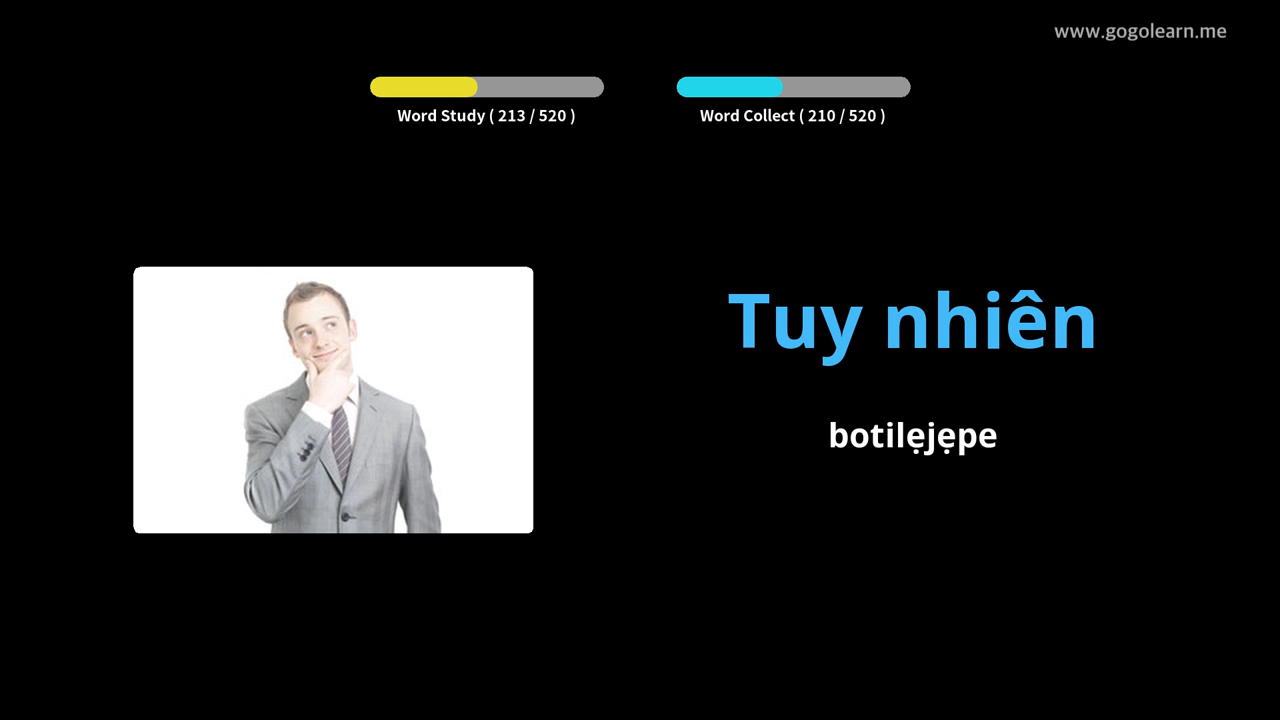 www.gogolearn.me
Word Study ( 213 / 520 )
Word Collect ( 210 / 520 )
Tuy nhiên
botilẹjẹpe